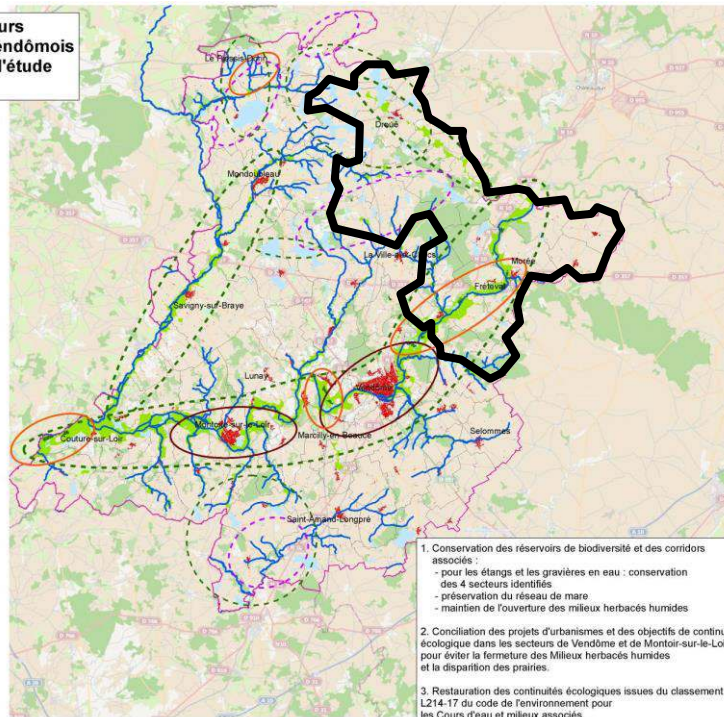 urs
endômois
l'étude
Le Plessis-Dorin
Droué
Mondoubleau
La Ville-aux-Clercs
Morée
Fréteval
Savigny-sur-Braye
Lunay
Vendôme
Selommes
Couture-sur-Loir
Montoire-sur-le-Loir
Marcilly-en-Beauce
Saint-Amand-Longpré
1. Conservation des réservoirs de biodiversité et des corridors
associés :
- pour les étangs et les gravières en eau : conservation
des 4 secteurs identifiés
- préservation du réseau de mare
- maintien de l'ouverture des milieux herbacés humides
2. Conciliation des projets d'urbanismes et des objectifs de continu
écologique dans les secteurs de Vendôme et de Montoir-sur-le-Loi
pour éviter la fermeture des Milieux herbacés humides
et la disparition des prairies.
3. Restauration des continuités écologiques issues du classement
L214-17 du code de l'environnement pour
les Cours d'eau et milieux associés